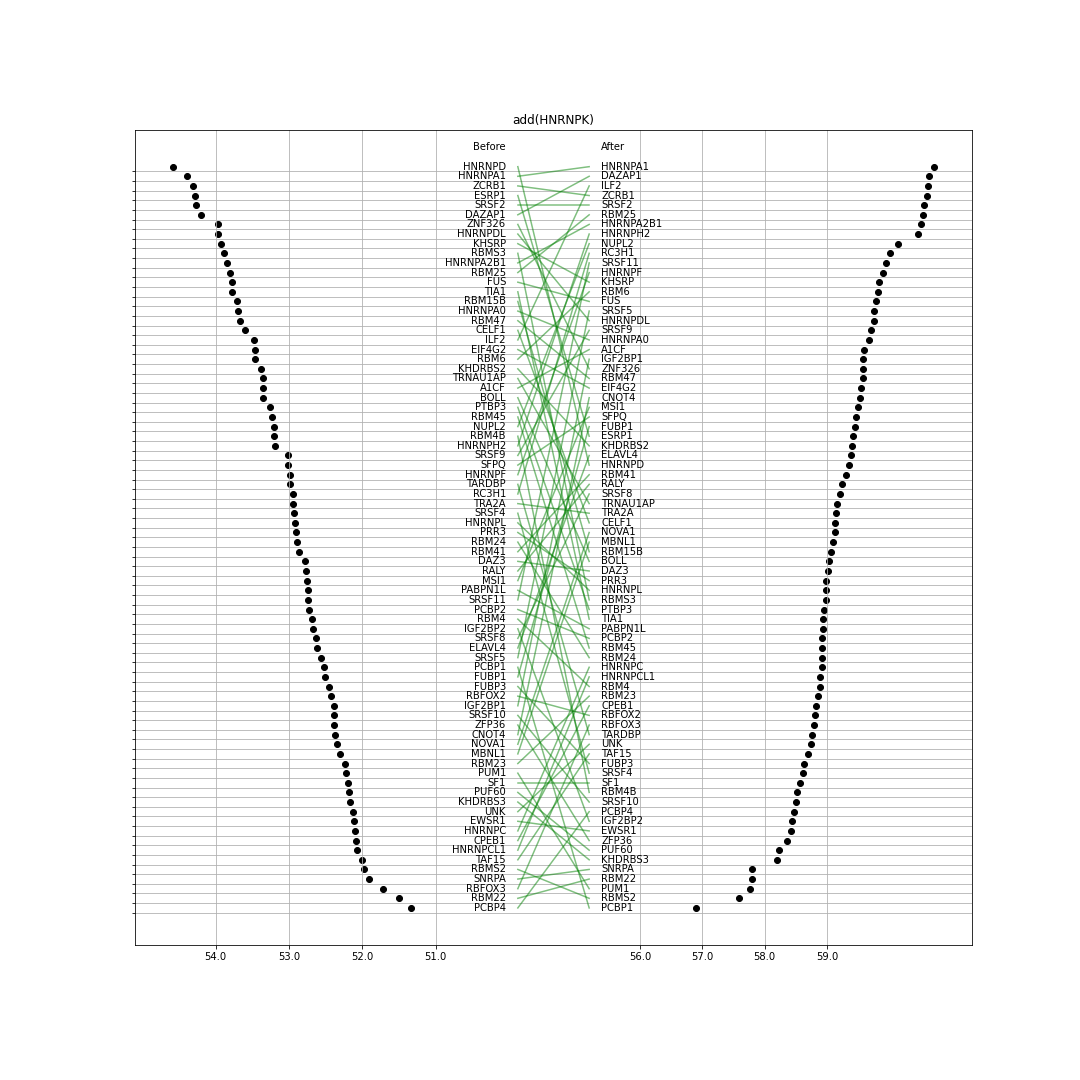 add(HNRNPK)
Before After
HNRNPD HNRNPA1
HNRNPA1 DAZAP1
ZCRB1 ILF2
ESRP1 ZCRB1
SRSF2 SRSF2
DAZAP1 RBM25
ZNF326 HNRNPA2B1
HNRNPDL HNRNPH2
KHSRP NUPL2
RBMS3 RC3H1
HNRNPA2B1 SRSF11
RBM25 HNRNPF
FUS KHSRP
TIA1 RBM6
RBM15B FUS
HNRNPA0 SRSF5
RBM47 HNRNPDL
CELF1 SRSF9
ILF2 HNRNPA0
EIF4G2 A1CF
RBM6 IGF2BP1
KHDRBS2 ZNF326
TRNAU1AP RBM47
A1CF EIF4G2
BOLL CNOT4
PTBP3 MSI1
RBM45 SFPQ
NUPL2 FUBP1
RBM4B ESRP1
HNRNPH2 KHDRBS2
SRSF9 ELAVL4
SFPQ HNRNPD
HNRNPF RBM41
TARDBP RALY
RC3H1 SRSF8
TRA2A TRNAU1AP
SRSF4 TRA2A
HNRNPL CELF1
PRR3 NOVA1
RBM24 MBNL1
RBM41 RBM15B
DAZ3 BOLL
RALY DAZ3
MSI1 PRR3
PABPN1L HNRNPL
SRSF11 RBMS3
PCBP2 PTBP3
RBM4 TIA1
IGF2BP2 PABPN1L
SRSF8 PCBP2
ELAVL4 RBM45
SRSF5 RBM24
PCBP1 HNRNPC
FUBP1 HNRNPCL1
FUBP3 RBM4
RBFOX2 RBM23
IGF2BP1 CPEB1
SRSF10 RBFOX2
ZFP36 RBFOX3
CNOT4 TARDBP
NOVA1 UNK
MBNL1 TAF15
RBM23 FUBP3
PUM1 SRSF4
SF1 SF1
PUF60 RBM4B
KHDRBS3 SRSF10
UNK PCBP4
EWSR1 IGF2BP2
HNRNPC EWSR1
CPEB1 ZFP36
HNRNPCL1 PUF60
TAF15 KHDRBS3
RBMS2 SNRPA
SNRPA RBM22
RBFOX3 PUM1
RBM22 RBMS2
PCBP4 PCBP1
54.0 53.0 52.0 51.0 56.0 57.0 58.0 59.0